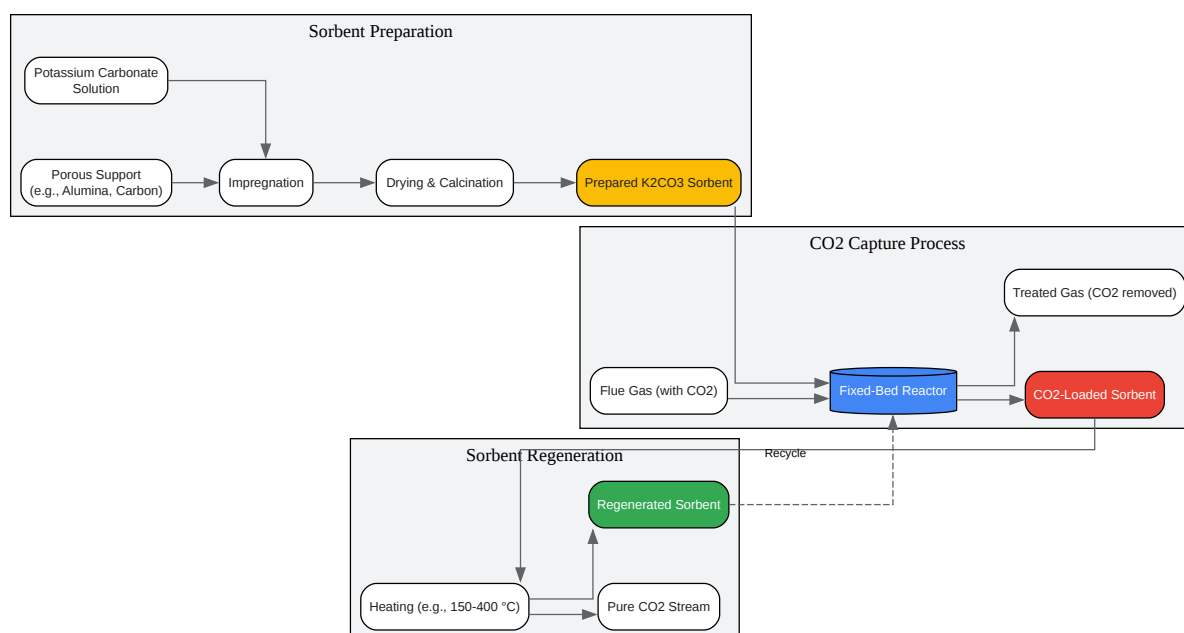 Sorbent Preparation
Potassium Carbonate
Solution
Porous Support
(e.g., Alumina, Carbon)
Impregnation
Drying & Calcination
Prepared K2CO3 Sorbent
CO2 Capture Process
Treated Gas (CO2 removed)
Flue Gas (with CO2)
Fixed-Bed Reactor
CO2-Loaded Sorbent
Sorbent Regeneration
Recycle
Regenerated Sorbent
Heating (e.g., 150-400 °C)
Pure CO2 Stream